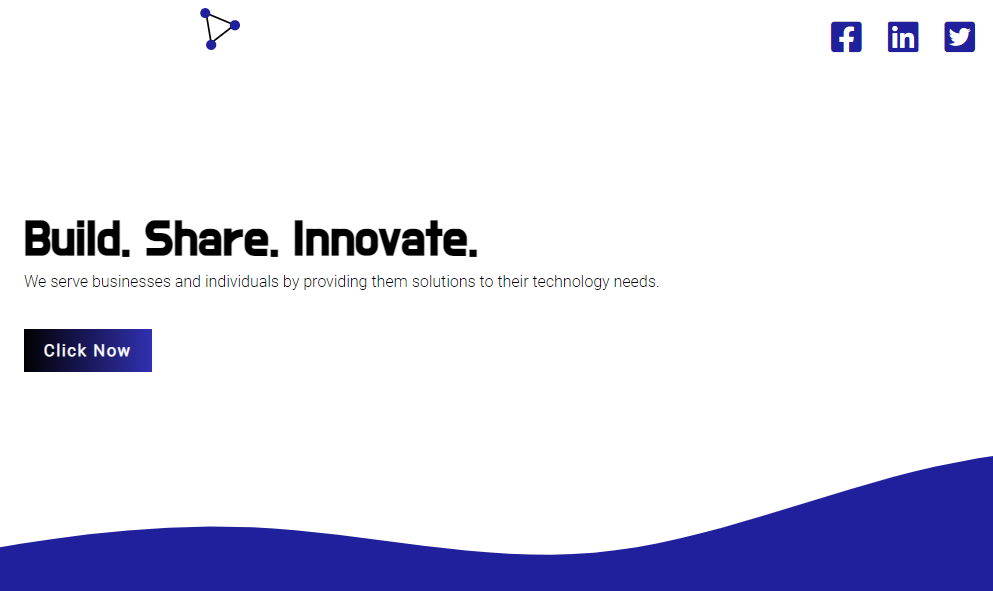 Build. Share. Innovate.
We serve businesses and individuals by providing them solutions to their technology needs.
Click Now